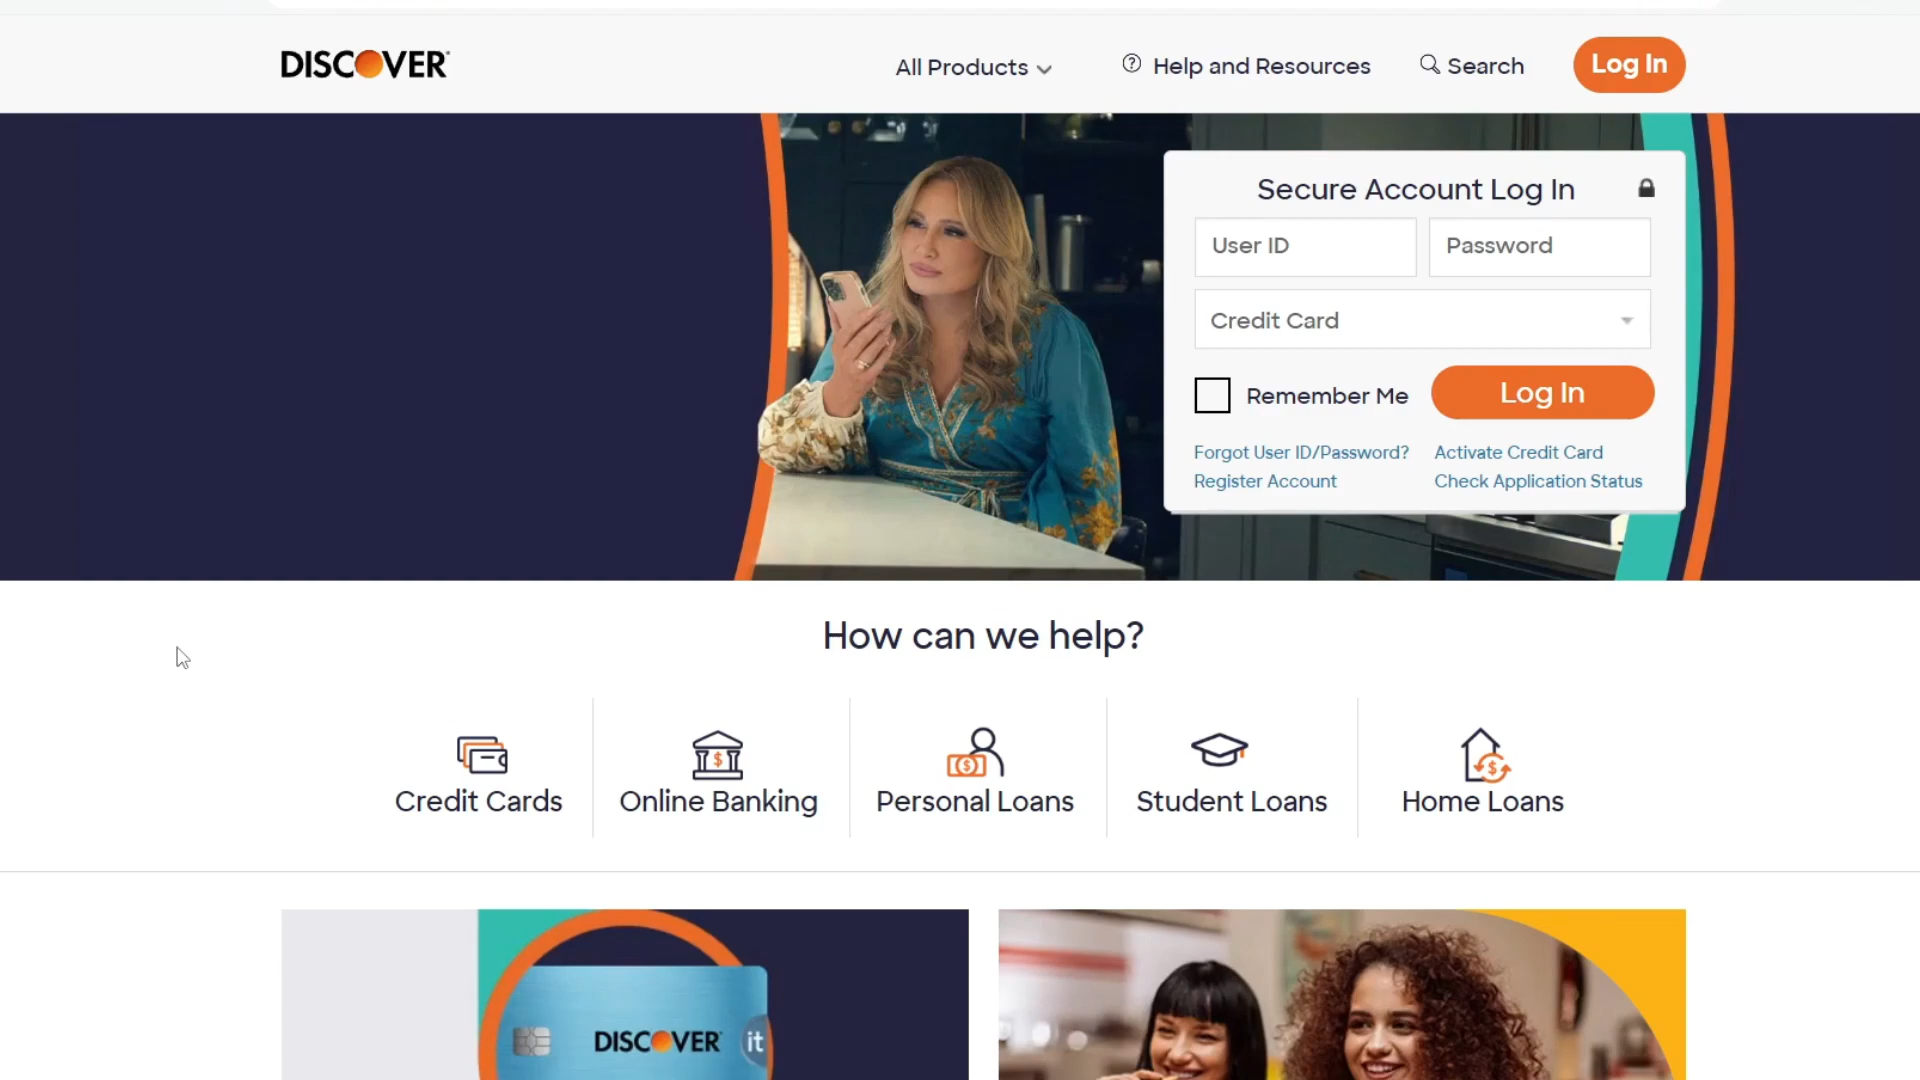 DISCOVER
All Products
Help and Resources
Search
Log In
Secure Account Log In
User ID
Password
Credit Card
Remember Me
Log In
Forgot User ID/Password?
Activate Credit Card
Register Account
Check Application Status
How can we help?
Credit Cards
Online Banking
Personal Loans
Student Loans
Home Loans
DISCOVER it